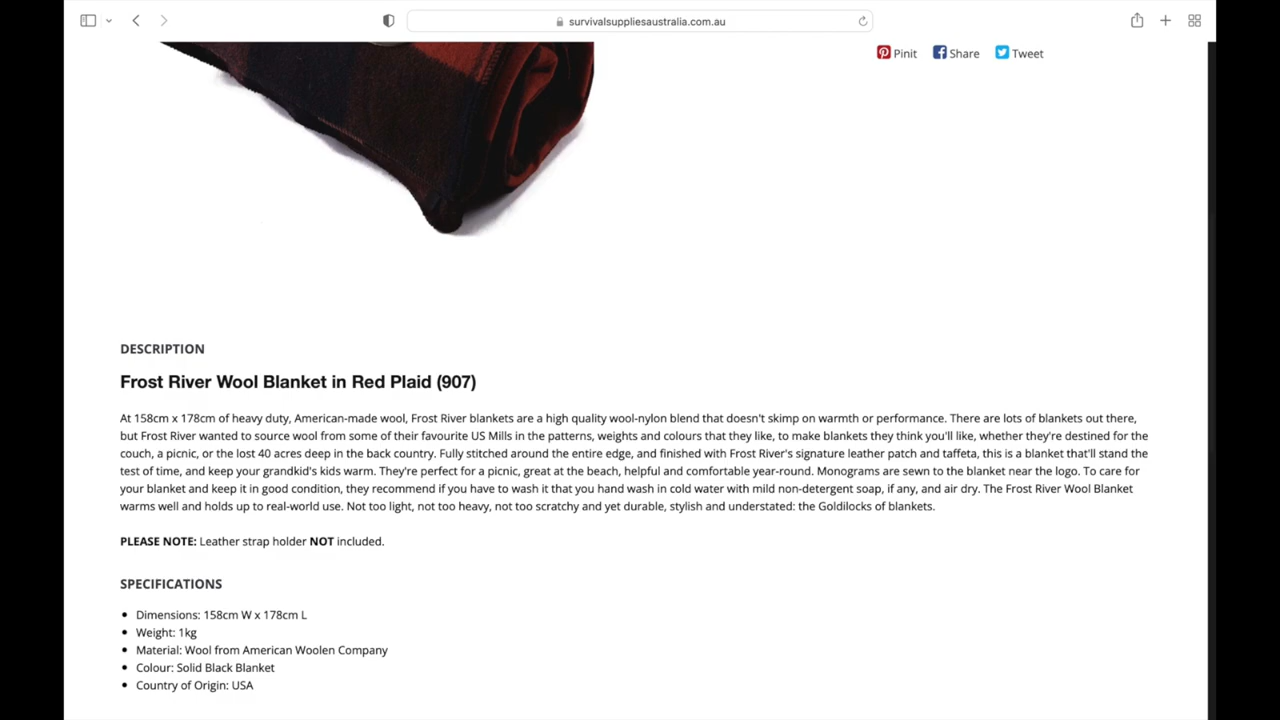 survivalsuppliesaustralia.com.au
Pinit Share Tweet
DESCRIPTION
Frost River Wool Blanket in Red Plaid (907)
At 158cm x 178cm of heavy duty, American-made wool, Frost River blankets are a high quality wool-nylon blend that doesn't skimp on warmth or performance. There are lots of blankets out there,
but Frost River wanted to source wool from some of their favourite US Mills in the patterns, weights and colours that they like, to make blankets they think you'll like, whether they're destined for the
couch, a picnic, or the lost 40 acres deep in the back country. Fully stitched around the entire edge, and finished with Frost River's signature leather patch and taffeta, this is a blanket that'll stand the
test of time, and keep your grandkid's kids warm. They're perfect for a picnic, great at the beach, helpful and comfortable year-round. Monograms are sewn to the blanket near the logo. To care for
your blanket and keep it in good condition, they recommend if you have to wash it that you hand wash in cold water with mild non-detergent soap, if any, and air dry. The Frost River Wool Blanket
warms well and holds up to real-world use. Not too light, not too heavy, not too scratchy and yet durable, stylish and understated: the Goldilocks of blankets.
PLEASE NOTE: Leather strap holder NOT included.
SPECIFICATIONS
• Dimensions: 158cm W x 178cm L
• Weight: 1kg
• Material: Wool from American Woolen Company
• Colour: Solid Black Blanket
• Country of Origin: USA